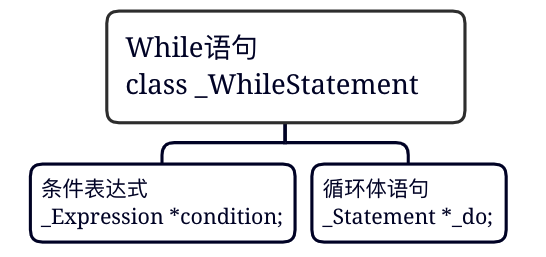 While语句
class _WhileStatement
条件表达式
_Expression *condition;
循环体语句
_Statement *_do;